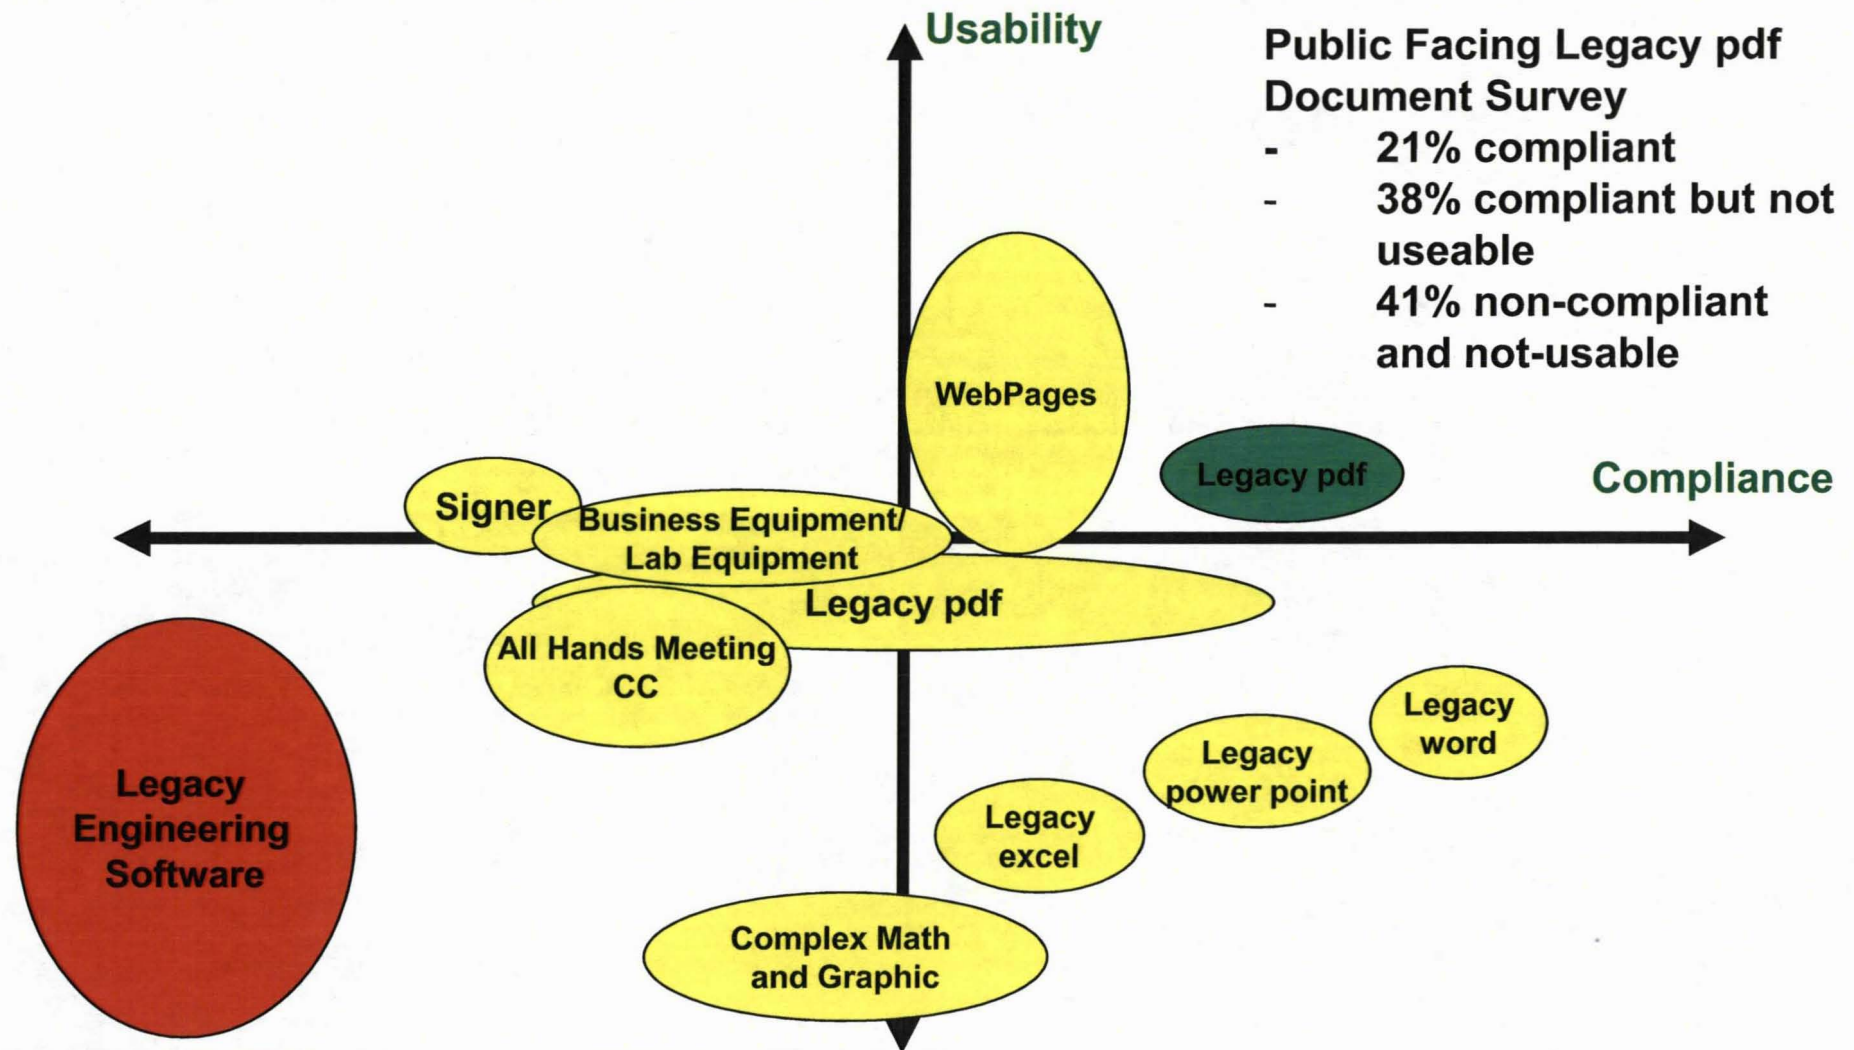 Usability
Public Facing Legacy pdf
Document Survey
- 21% compliant
- 38% compliant but not
useable
- 41% non-compliant
and not-usable
WebPages
Legacy pdf
Compliance
Signer
Business Equipment/
Lab Equipment
Legacy pdf
All Hands Meeting
CC
Legacy
word
Legacy
power point
Legacy
Engineering
Software
Legacy
excel
Complex Math
and Graphic